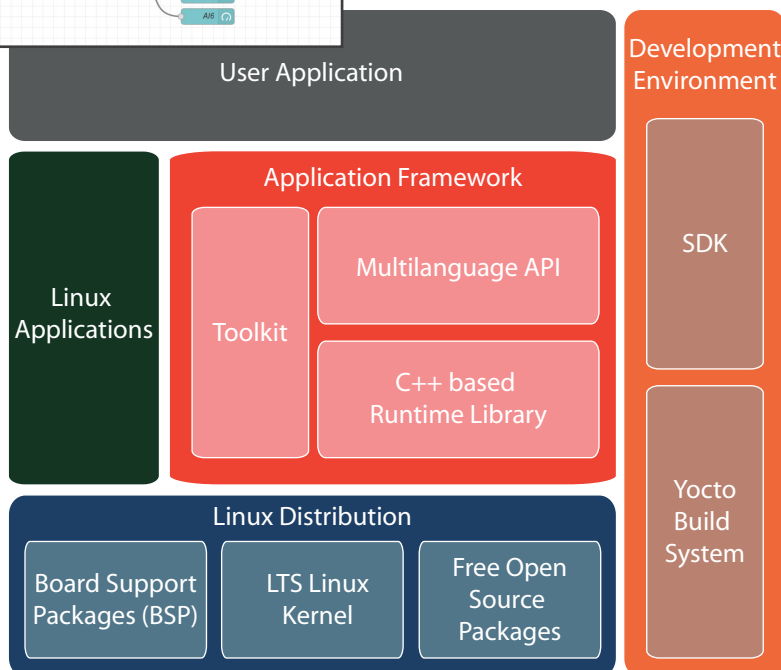 AI6
User Application
Development
Environment
Application Framework
SDK
Multilanguage API
Linux
Applications
Toolkit
C++ based
Runtime Library
Yocto
Build
System
Linux Distribution
Board Support
Packages (BSP)
LTS Linux
Kernel
Free Open
Source
Packages